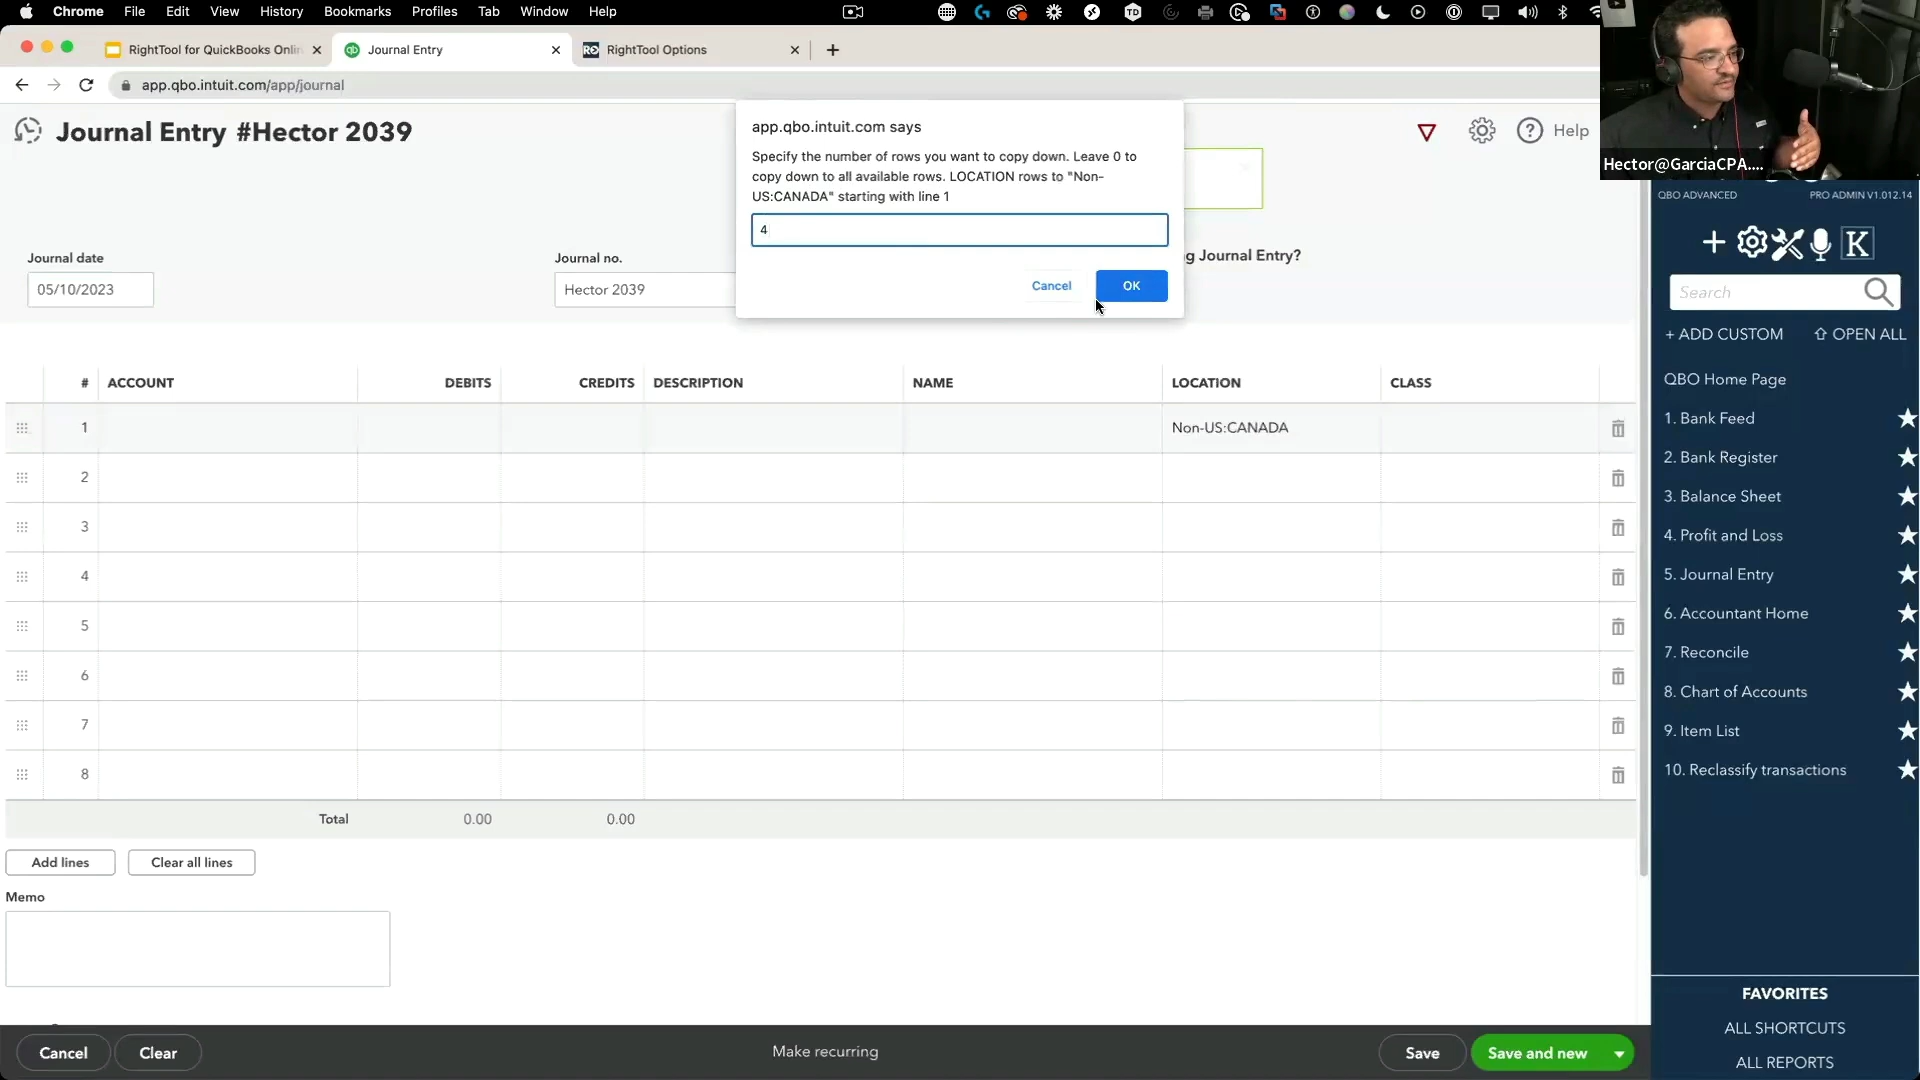 Chrome File Edit View History Bookmarks Profiles Tab Window Help
RightTool for QuickBooks Onlin
Journal Entry
RightTool Options
app.qbo.intuit.com/app/journal
Journal Entry #Hector 2039
Help
app.qbo.intuit.com says
Specify the number of rows you want to copy down. Leave 0 to
copy down to all available rows. LOCATION rows to "Non-
US:CANADA" starting with line 1
4
Cancel OK
g Journal Entry?
Journal date
05/10/2023
Journal no.
Hector 2039
# ACCOUNT DEBITS CREDITS DESCRIPTION NAME LOCATION CLASS
1 Non-US:CANADA
2
3
4
5
6
7
8
Total 0.00 0.00
Add lines Clear all lines
Memo
Cancel Clear Make recurring Save Save and new
Hector@GarciaCPA....
QBO ADVANCED PRO ADMIN V1.012.14
K
Search
+ ADD CUSTOM OPEN ALL
QBO Home Page
1. Bank Feed
2. Bank Register
3. Balance Sheet
4. Profit and Loss
5. Journal Entry
6. Accountant Home
7. Reconcile
8. Chart of Accounts
9. Item List
10. Reclassify transactions
FAVORITES
ALL SHORTCUTS
ALL REPORTS